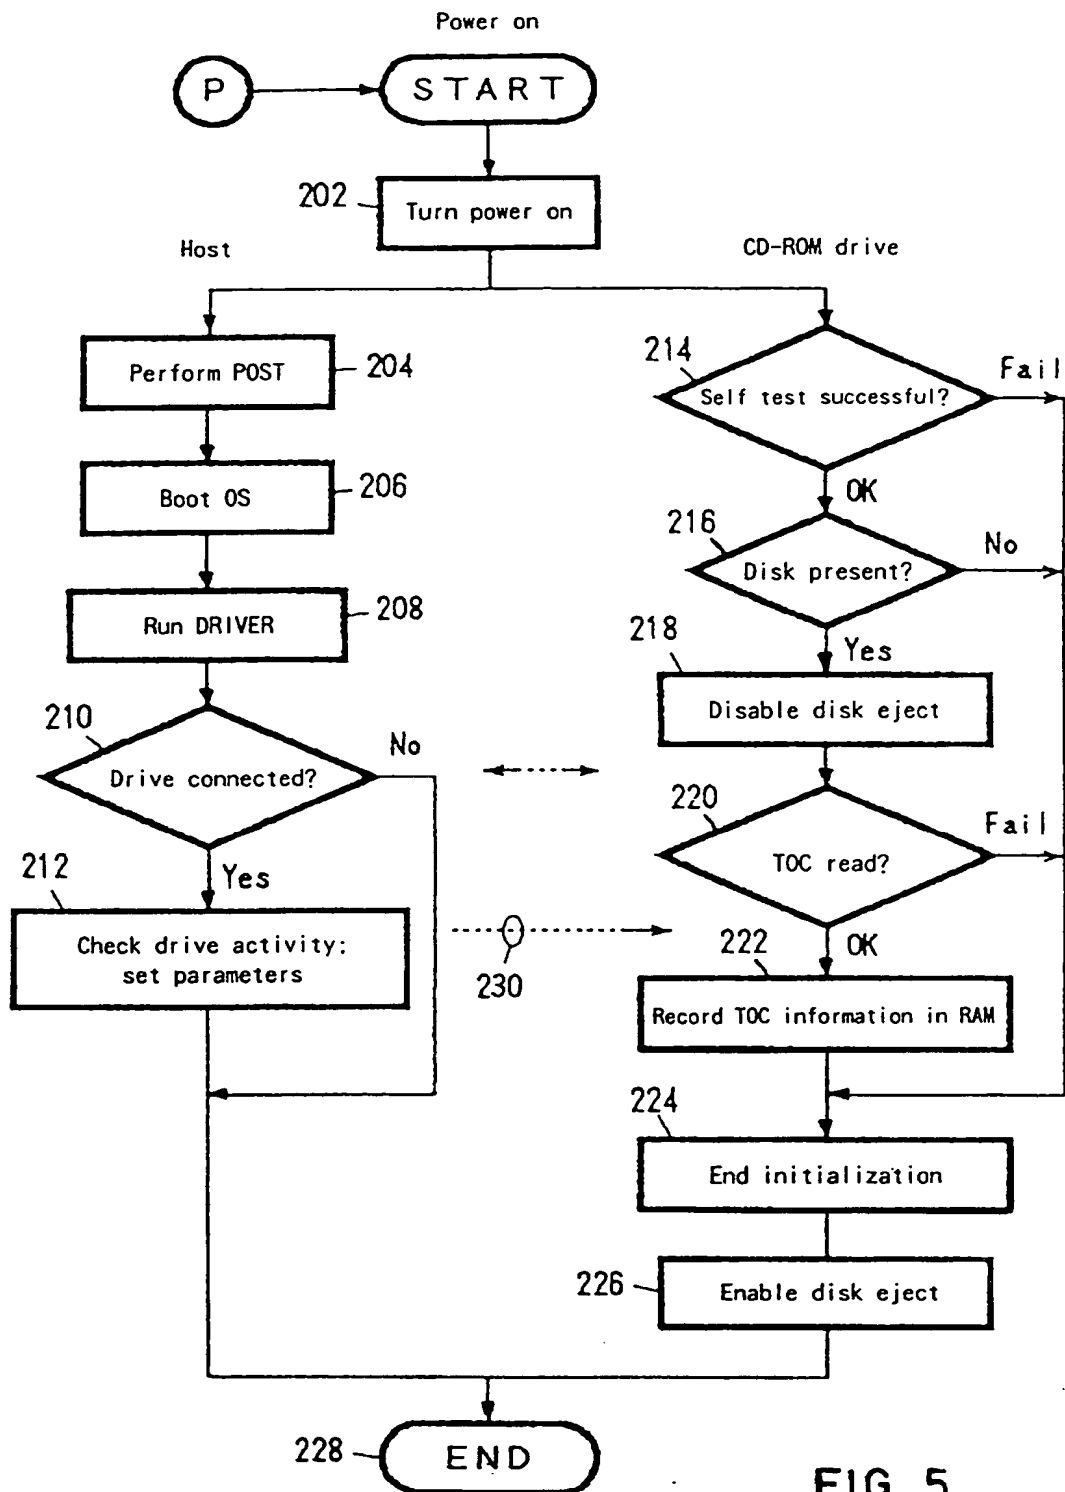 Power on
P
START
202
Turn power on
Host
CD-ROM drive
Perform POST
204
214
Self test successful?
Fail
OK
Boot OS
206
216
Disk present?
No
Yes
Run DRIVER
208
218
Disable disk eject
210
Drive connected?
No
Yes
220
TOC read?
Fail
OK
212
Check drive activity:
set parameters
230
222
Record TOC information in RAM
224
End initialization
226
Enable disk eject
228
END
FIG. 5